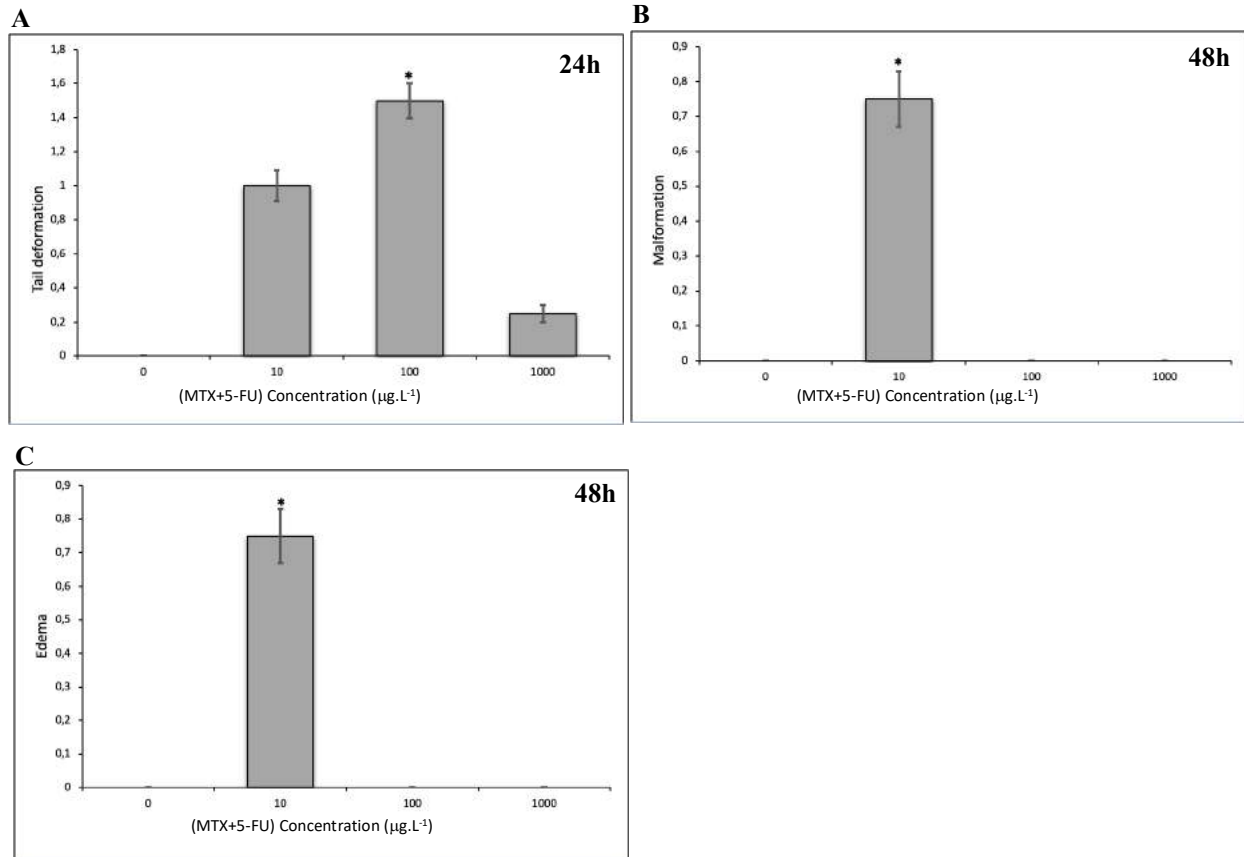 A
24h
1,8
1,6
1,4
1,2
1
0,8
0,6
0,4
0,2
0
Tail deformation
*
0 10 100 1000
(MTX+5-FU) Concentration (µg.L⁻¹)
B
48h
0,9
0,8
0,7
0,6
0,5
0,4
0,3
0,2
0,1
0
Malformation
*
0 10 100 1000
(MTX+5-FU) Concentration (µg.L⁻¹)
C
48h
0,9
0,8
0,7
0,6
0,5
0,4
0,3
0,2
0,1
0
Edema
*
0 10 100 1000
(MTX+5-FU) Concentration (µg.L⁻¹)